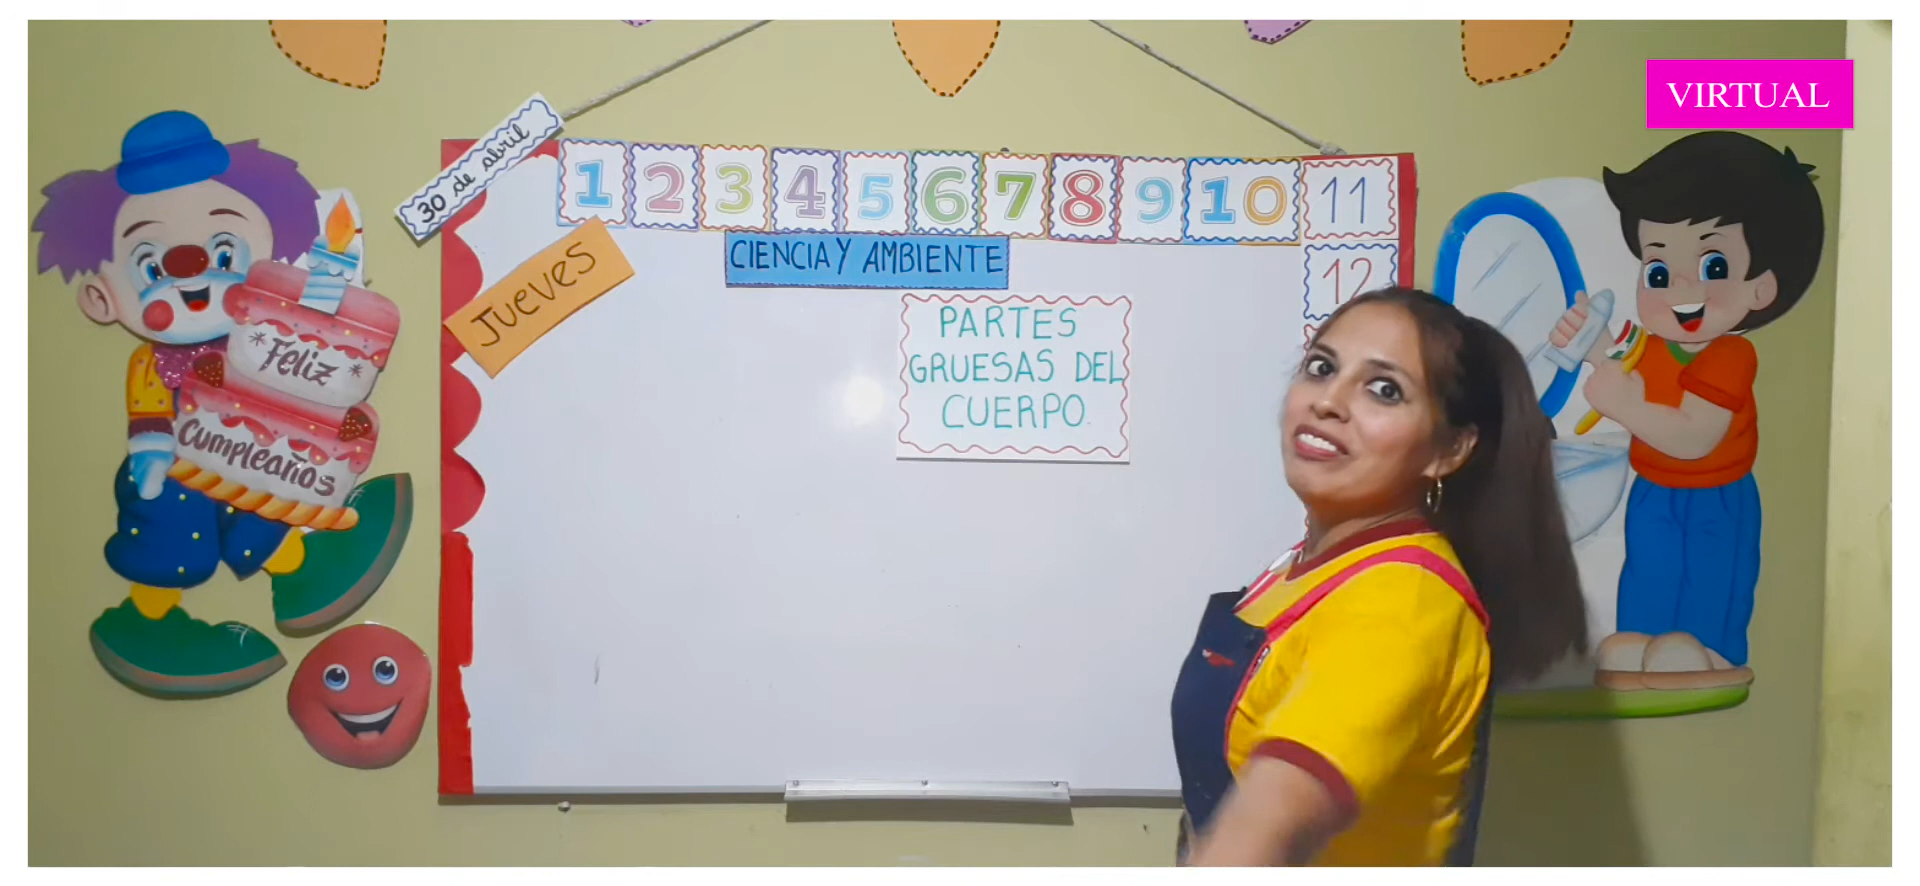 VIRTUAL
30 de abril
1 2 3 4 5 6 7 8 9 10 11
12
JUEVES
CIENCIA Y AMBIENTE
PARTES
GRUESAS DEL
CUERPO.
*Feliz*
Cumpleaños